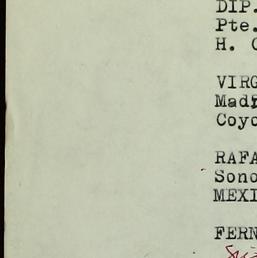 DIP.
Pte.
H. C
VIRG
Madr
Coyo
RAFA
Sono
MEXI
FERN